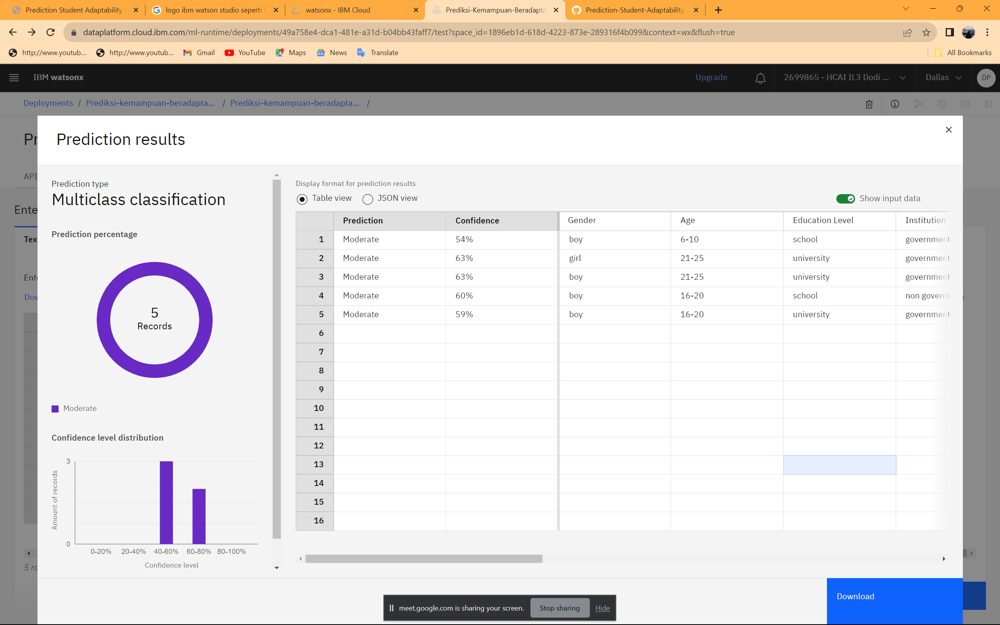 Prediction Student Adaptability
logo ibm watson studio seperti
watsonx - IBM Cloud
Prediksi-Kemampuan-Beradapta
Prediction-Student-Adaptability-
dataplatform.cloud.ibm.com/ml-runtime/deployments/49a758e4-dca1-481e-a31d-b04bb43faff7/test?space_id=1896eb1d-618d-4223-873e-289316f4b099&context=wx&flush=true
http://www.youtub...
http://www.youtub...
Gmail
YouTube
Maps
News
Translate
All Bookmarks
IBM watsonx
Upgrade
2699865 - HCAI IL3 Dodi ...
Dallas
DP
Deployments / Prediksi-kemampuan-beradapta... / Prediksi-kemampuan-beradapta... /
Pr
Prediction results
API
Ente
Tex
Ente
Dow
5 ro
Prediction type
Multiclass classification
Prediction percentage
5
Records
Moderate
Confidence level distribution
Amount of records
3
0
0-20% 20-40% 40-60% 60-80% 80-100%
Confidence level
Display format for prediction results
Table view JSON view
Show input data
Prediction Confidence Gender Age Education Level Institution
1 Moderate 54% boy 6-10 school government
2 Moderate 63% girl 21-25 university government
3 Moderate 63% boy 21-25 university government
4 Moderate 60% boy 16-20 school non governr
5 Moderate 59% boy 16-20 university government
6
7
8
9
10
11
12
13
14
15
16
Download
meet.google.com is sharing your screen.
Stop sharing
Hide